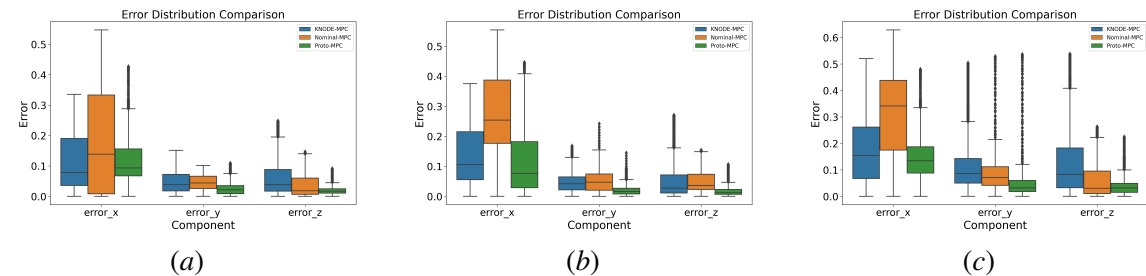 Error Distribution Comparison
KNODE-MPC
Nominal-MPC
Proto-MPC
Error
0.5
0.4
0.3
0.2
0.1
0.0
error_x error_y error_z
Component
(a)
Error Distribution Comparison
KNODE-MPC
Nominal-MPC
Proto-MPC
Error
0.5
0.4
0.3
0.2
0.1
0.0
error_x error_y error_z
Component
(b)
Error Distribution Comparison
KNODE-MPC
Nominal-MPC
Proto-MPC
Error
0.6
0.5
0.4
0.3
0.2
0.1
0.0
error_x error_y error_z
Component
(c)